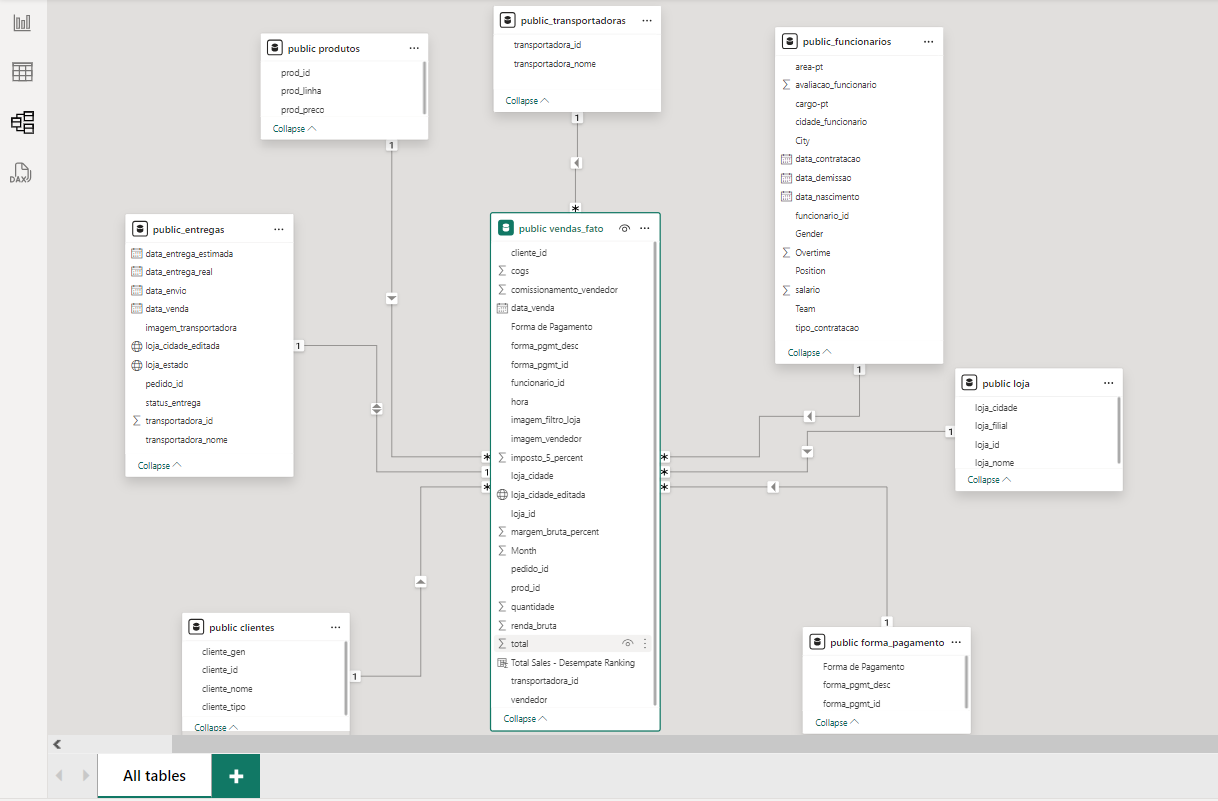 public produtos
prod_id
prod_linha
prod_preco
Collapse
1
public_transportadoras
transportadora_id
transportadora_nome
Collapse
1
*
public_funcionarios
area-pt
avaliacao_funcionario
cargo-pt
cidade_funcionario
City
data_contratacao
data_demissao
data_nascimento
funcionario_id
Gender
Overtime
Position
salario
Team
tipo_contratacao
Collapse
1
DAX
public_entregas
data_entrega_estimada
data_entrega_real
data_envio
data_venda
imagem_transportadora
loja_cidade_editada
loja_estado
pedido_id
status_entrega
transportadora_id
transportadora_nome
Collapse
1
public vendas_fato
cliente_id
cogs
comissionamento_vendedor
data_venda
Forma de Pagamento
forma_pgmt_desc
forma_pgmt_id
funcionario_id
hora
imagem_filtro_loja
imagem_vendedor
imposto_5_percent
loja_cidade
loja_cidade_editada
loja_id
margem_bruta_percent
Month
pedido_id
prod_id
quantidade
renda_bruta
total
Total Sales - Desempate Ranking
transportadora_id
vendedor
Collapse
*
1
*
*
*
*
public loja
loja_cidade
loja_filial
loja_id
loja_nome
Collapse
1
public clientes
cliente_gen
cliente_id
cliente_nome
cliente_tipo
Collapse
1
public forma_pagamento
Forma de Pagamento
forma_pgmt_desc
forma_pgmt_id
Collapse
1
All tables
+